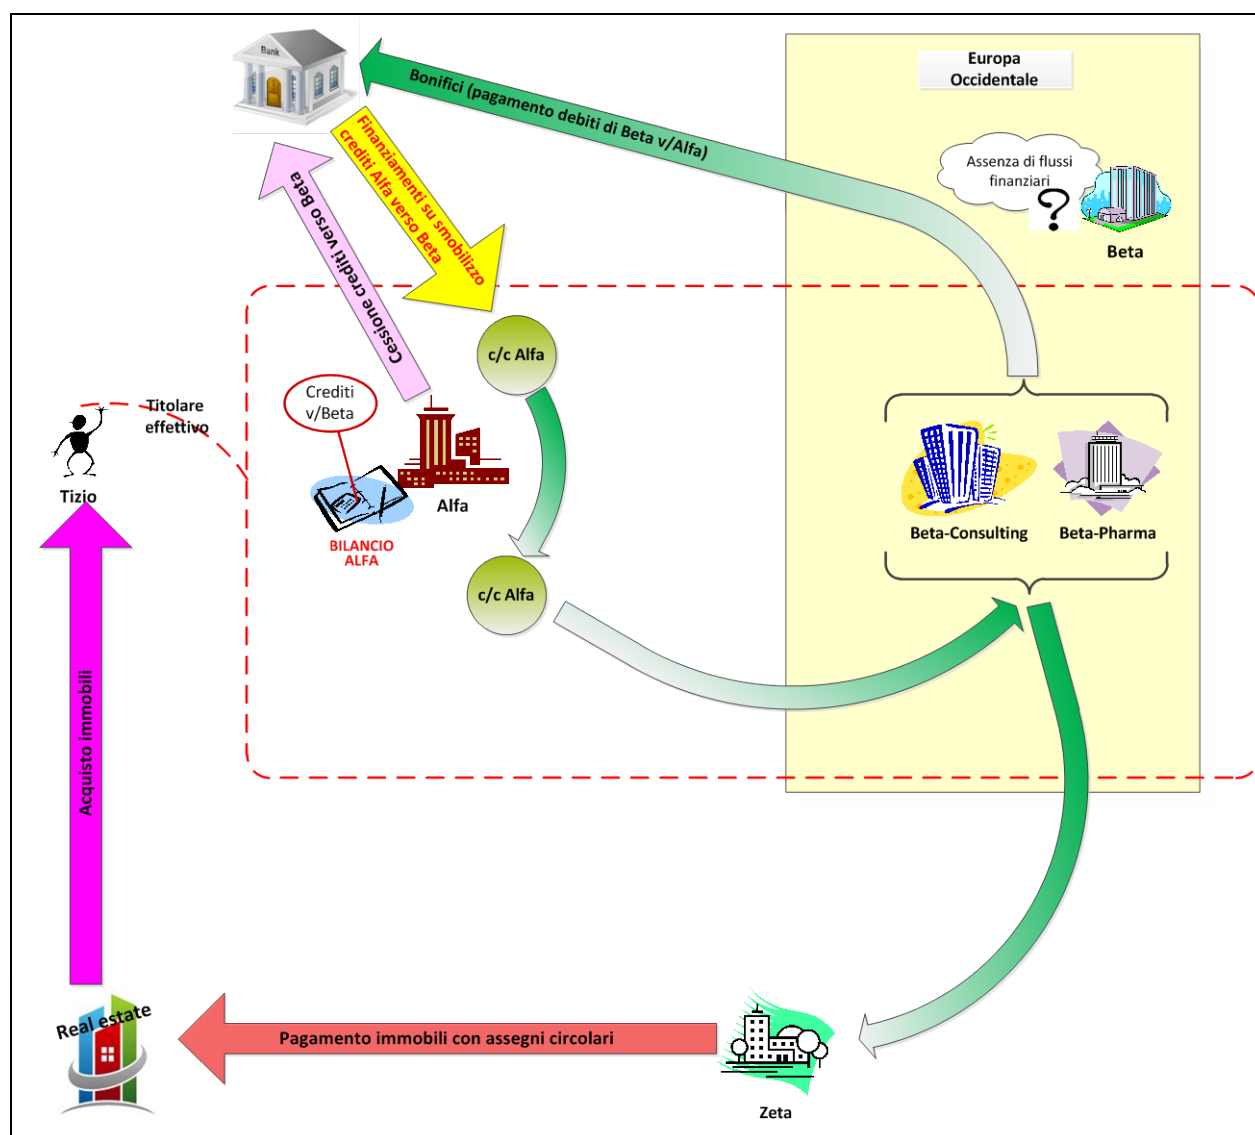 Bank
Europa
Occidentale
Bonifici (pagamento debiti di Beta v/Alfa)
Finanziamenti su smobilizzo
crediti Alfa verso Beta
Cessione crediti verso Beta
Assenza di flussi
finanziari
?
Beta
c/c Alfa
Crediti
v/Beta
Titolare
effettivo
Tizio
Alfa
BILANCIO
ALFA
Beta-Consulting
Beta-Pharma
c/c Alfa
Acquisto immobili
Real estate
Pagamento immobili con assegni circolari
Zeta